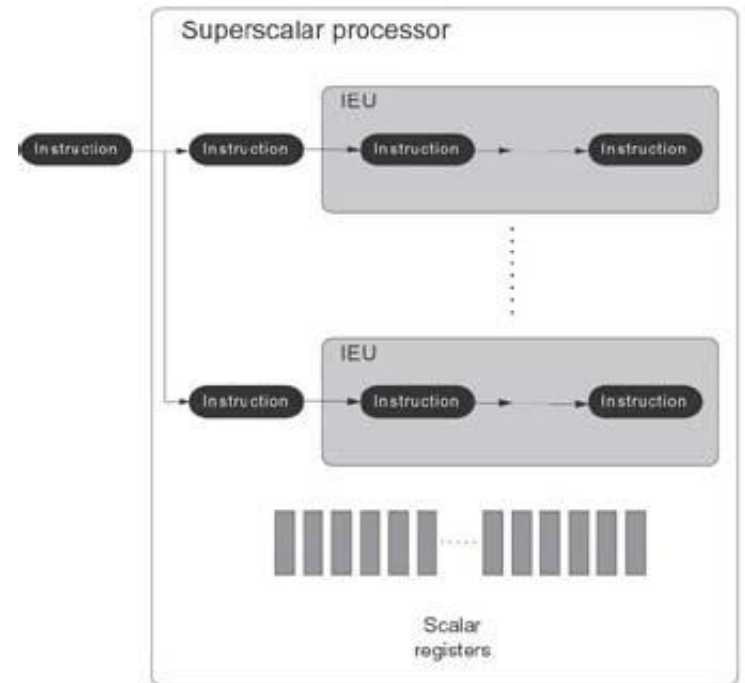 Superscalar processor
IEU
Instruction
Instruction
Instruction
Instruction
IEU
Instruction
Instruction
Instruction
Scalar
registers